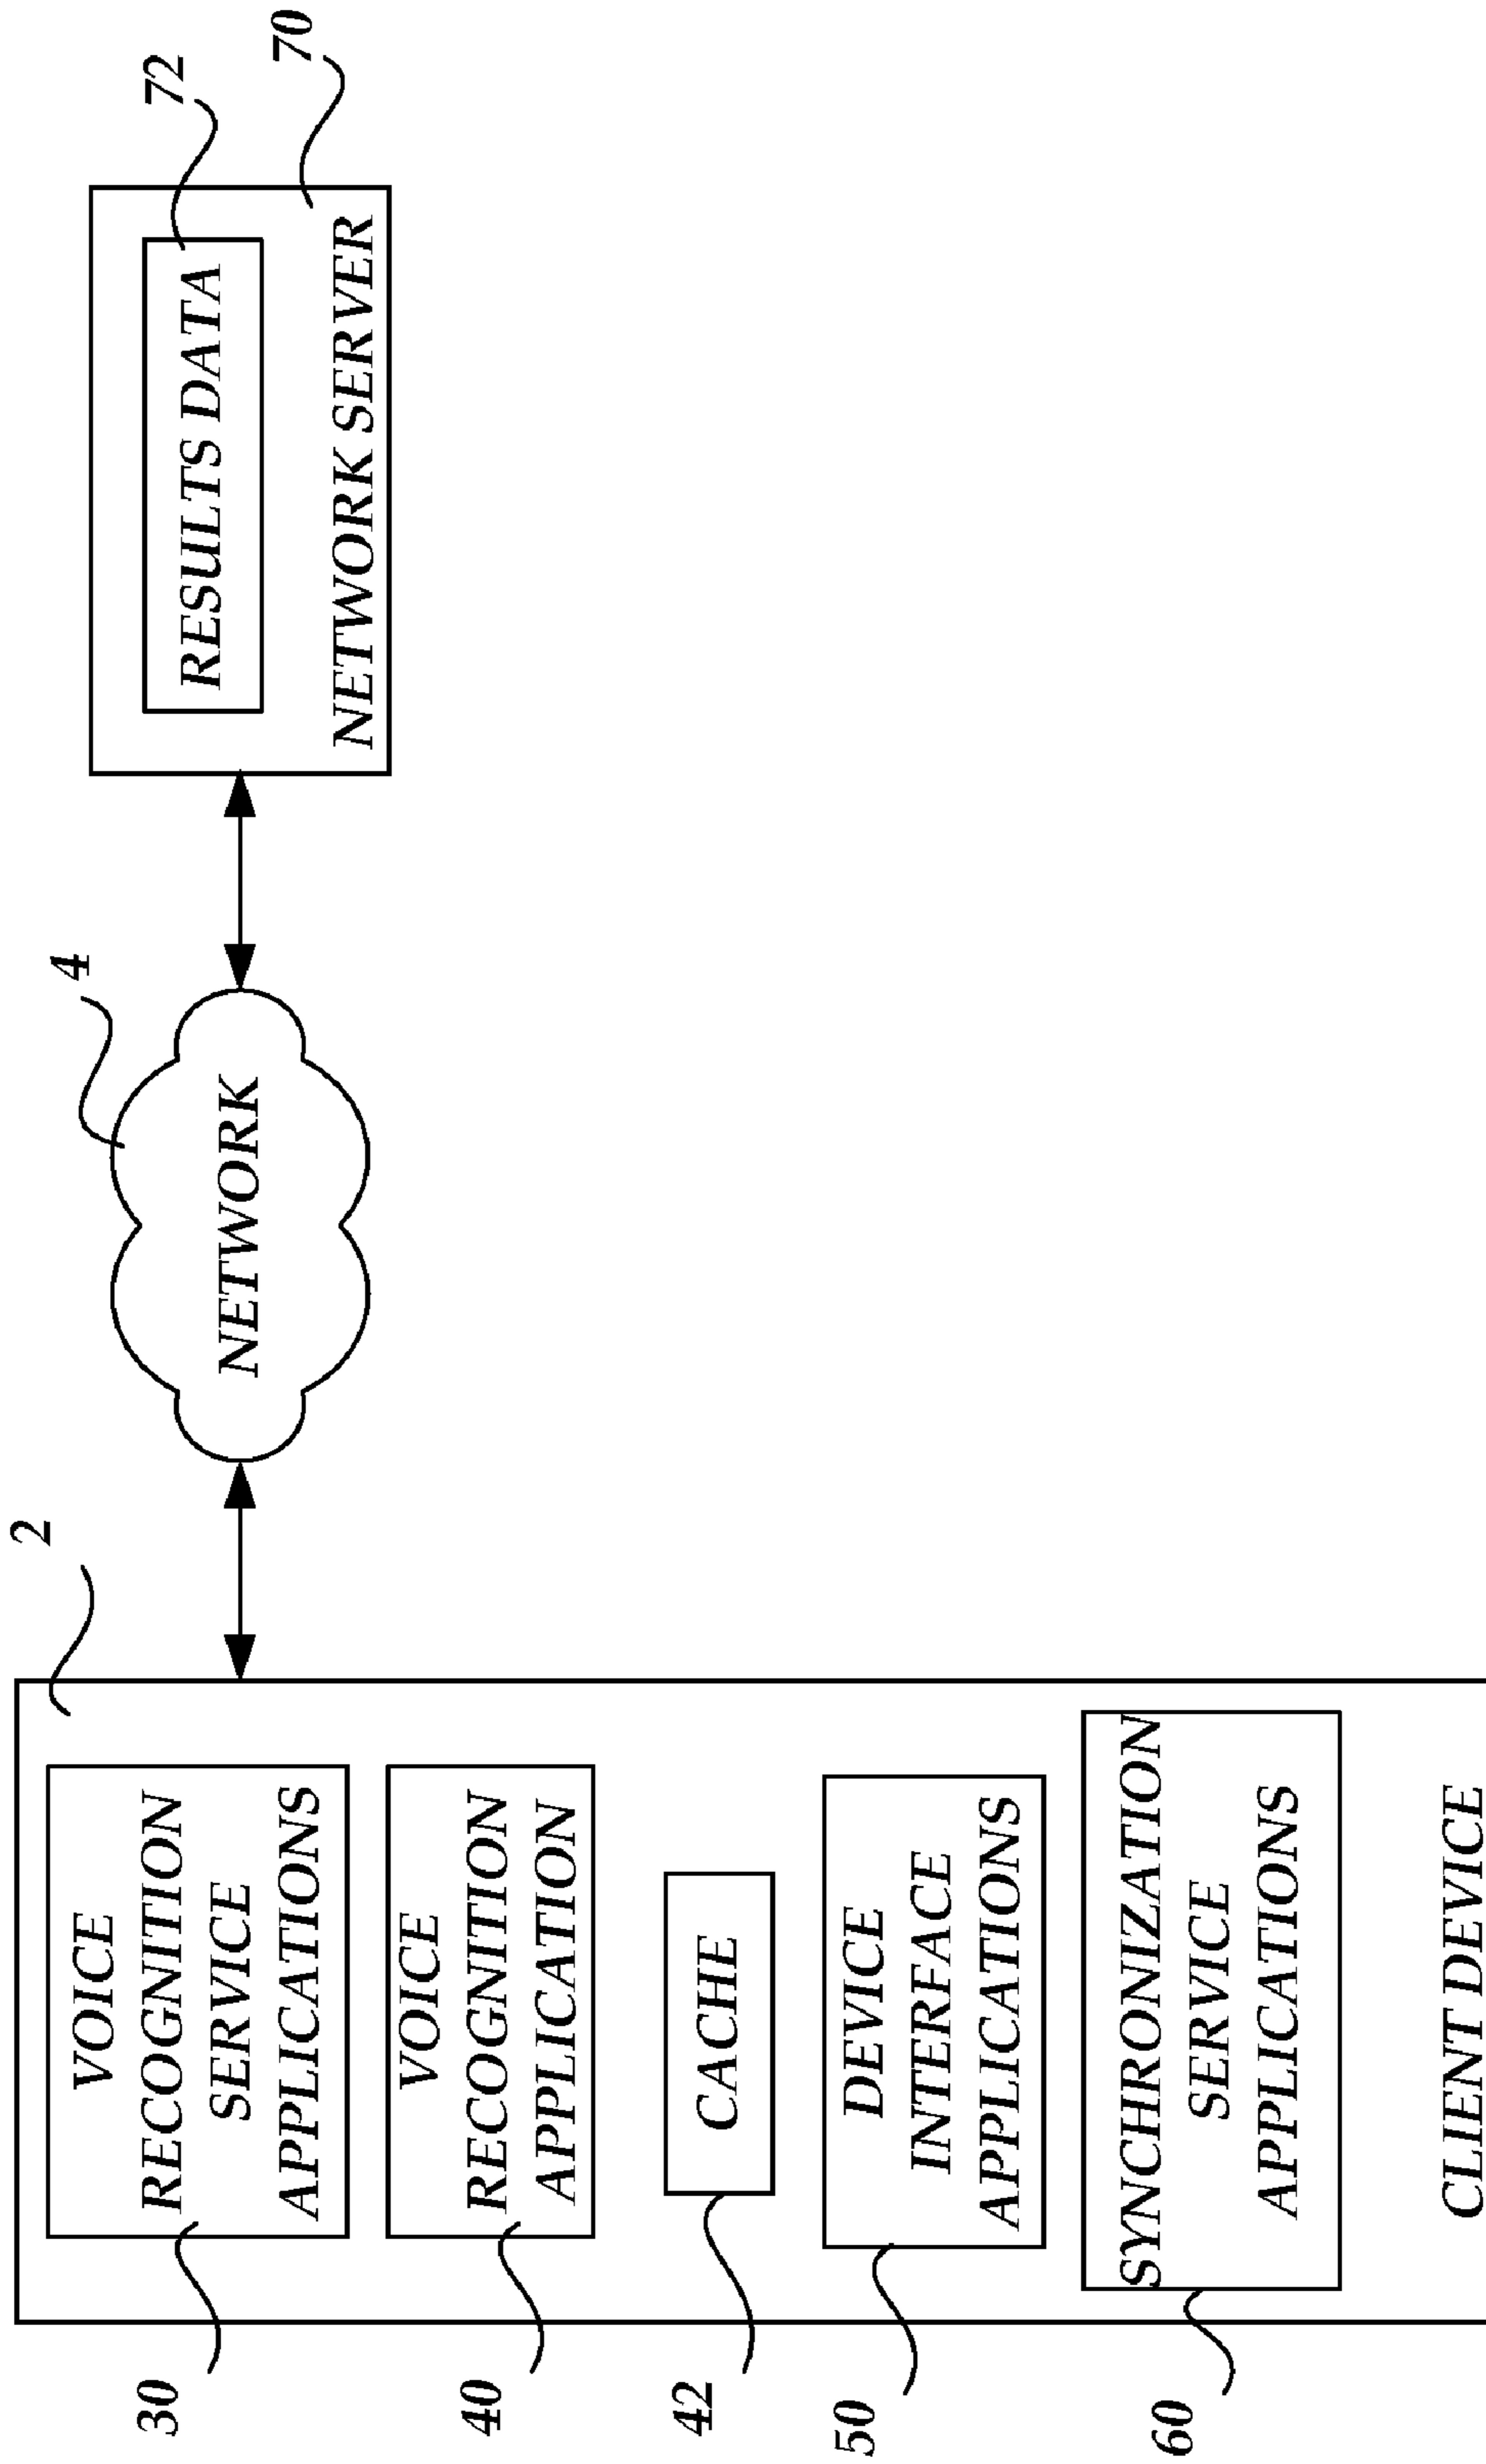 2
4
72
70
30
VOICE
RECOGNITION
SERVICE
APPLICATIONS
40
VOICE
RECOGNITION
APPLICATION
42
CACHE
50
DEVICE
INTERFACE
APPLICATIONS
60
SYNCHRONIZATION
SERVICE
APPLICATIONS
CLIENT DEVICE
NETWORK
RESULTS DATA
NETWORK SERVER